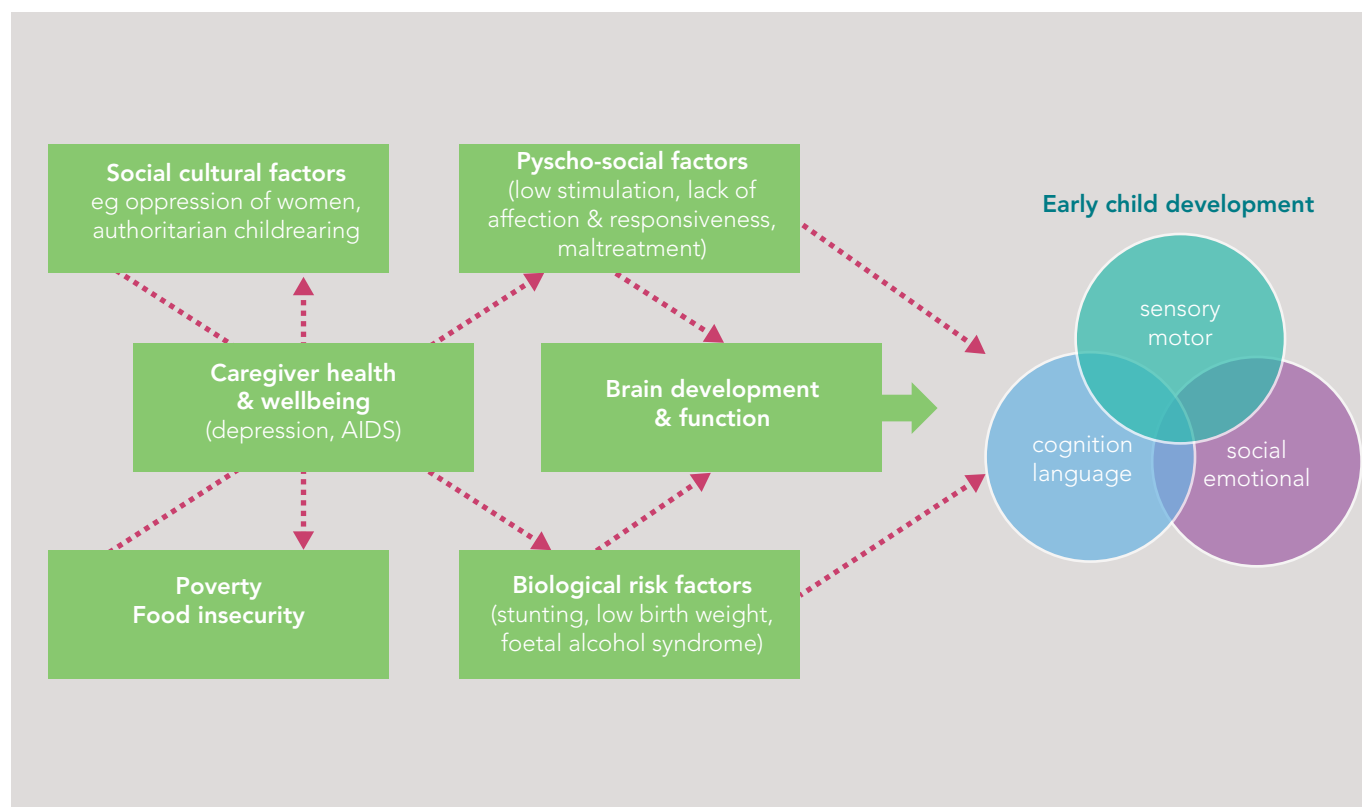 Social cultural factors
eg oppression of women,
authoritarian childrearing
Pyscho-social factors
(low stimulation, lack of
affection & responsiveness,
maltreatment)
Early child development
sensory
motor
Caregiver health
& wellbeing
(depression, AIDS)
Brain development
& function
cognition
language
social
emotional
Poverty
Food insecurity
Biological risk factors
(stunting, low birth weight,
foetal alcohol syndrome)